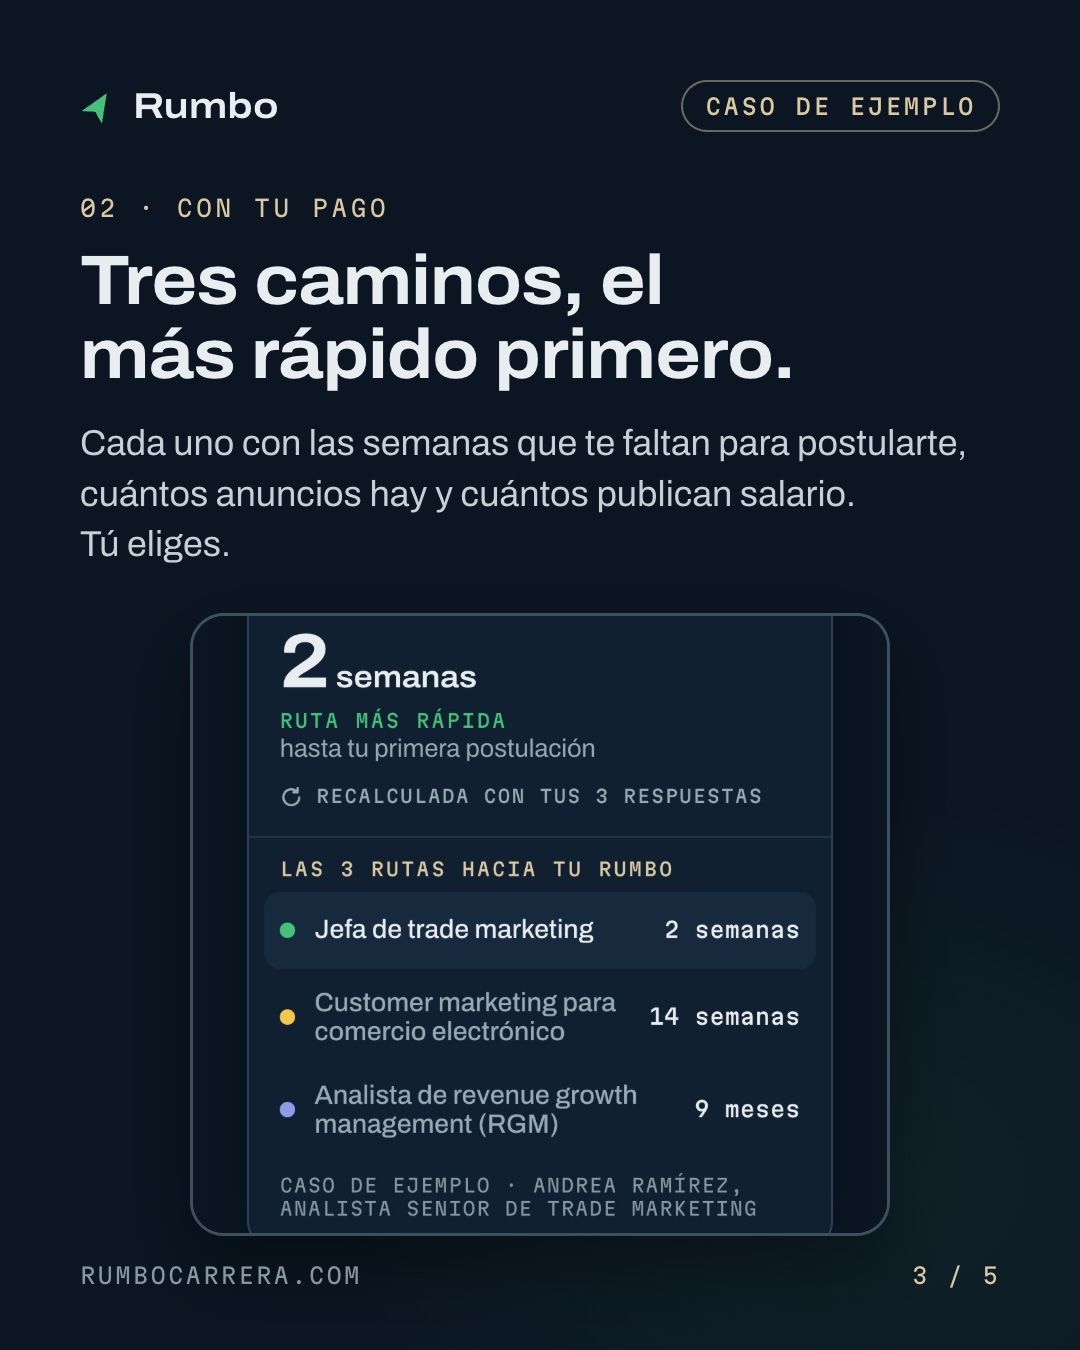 Rumbo
CASO DE EJEMPLO
02 · CON TU PAGO
Tres caminos, el
más rápido primero.
Cada uno con las semanas que te faltan para postularte,
cuántos anuncios hay y cuántos publican salario.
Tú eliges.
2 semanas
RUTA MÁS RÁPIDA
hasta tu primera postulación
RECALCULADA CON TUS 3 RESPUESTAS
LAS 3 RUTAS HACIA TU RUMBO
Jefa de trade marketing 2 semanas
Customer marketing para
comercio electrónico 14 semanas
Analista de revenue growth
management (RGM) 9 meses
CASO DE EJEMPLO · ANDREA RAMÍREZ,
ANALISTA SENIOR DE TRADE MARKETING
RUMBOCARRERA.COM
3 / 5